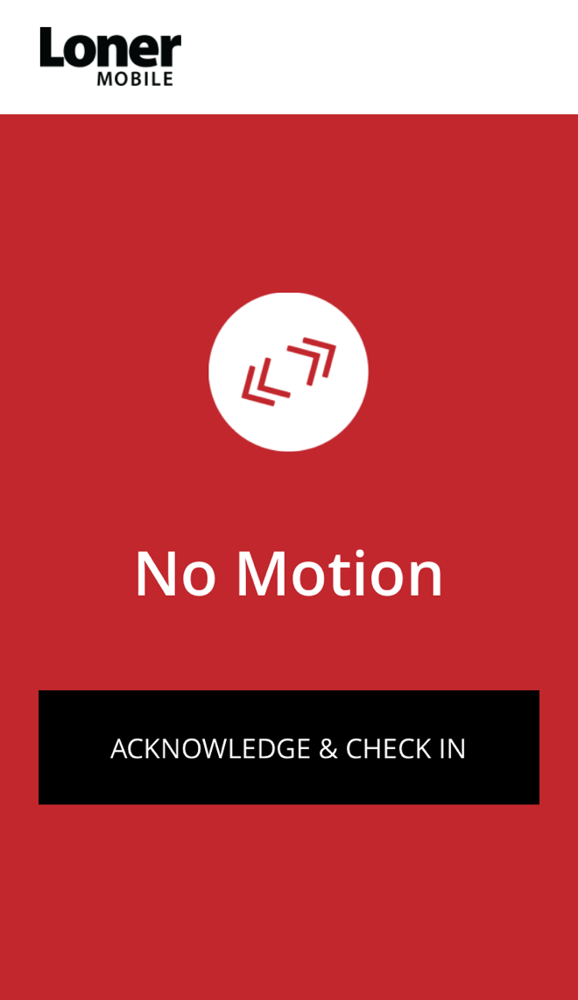 Loner
MOBILE
No Motion
ACKNOWLEDGE & CHECK IN